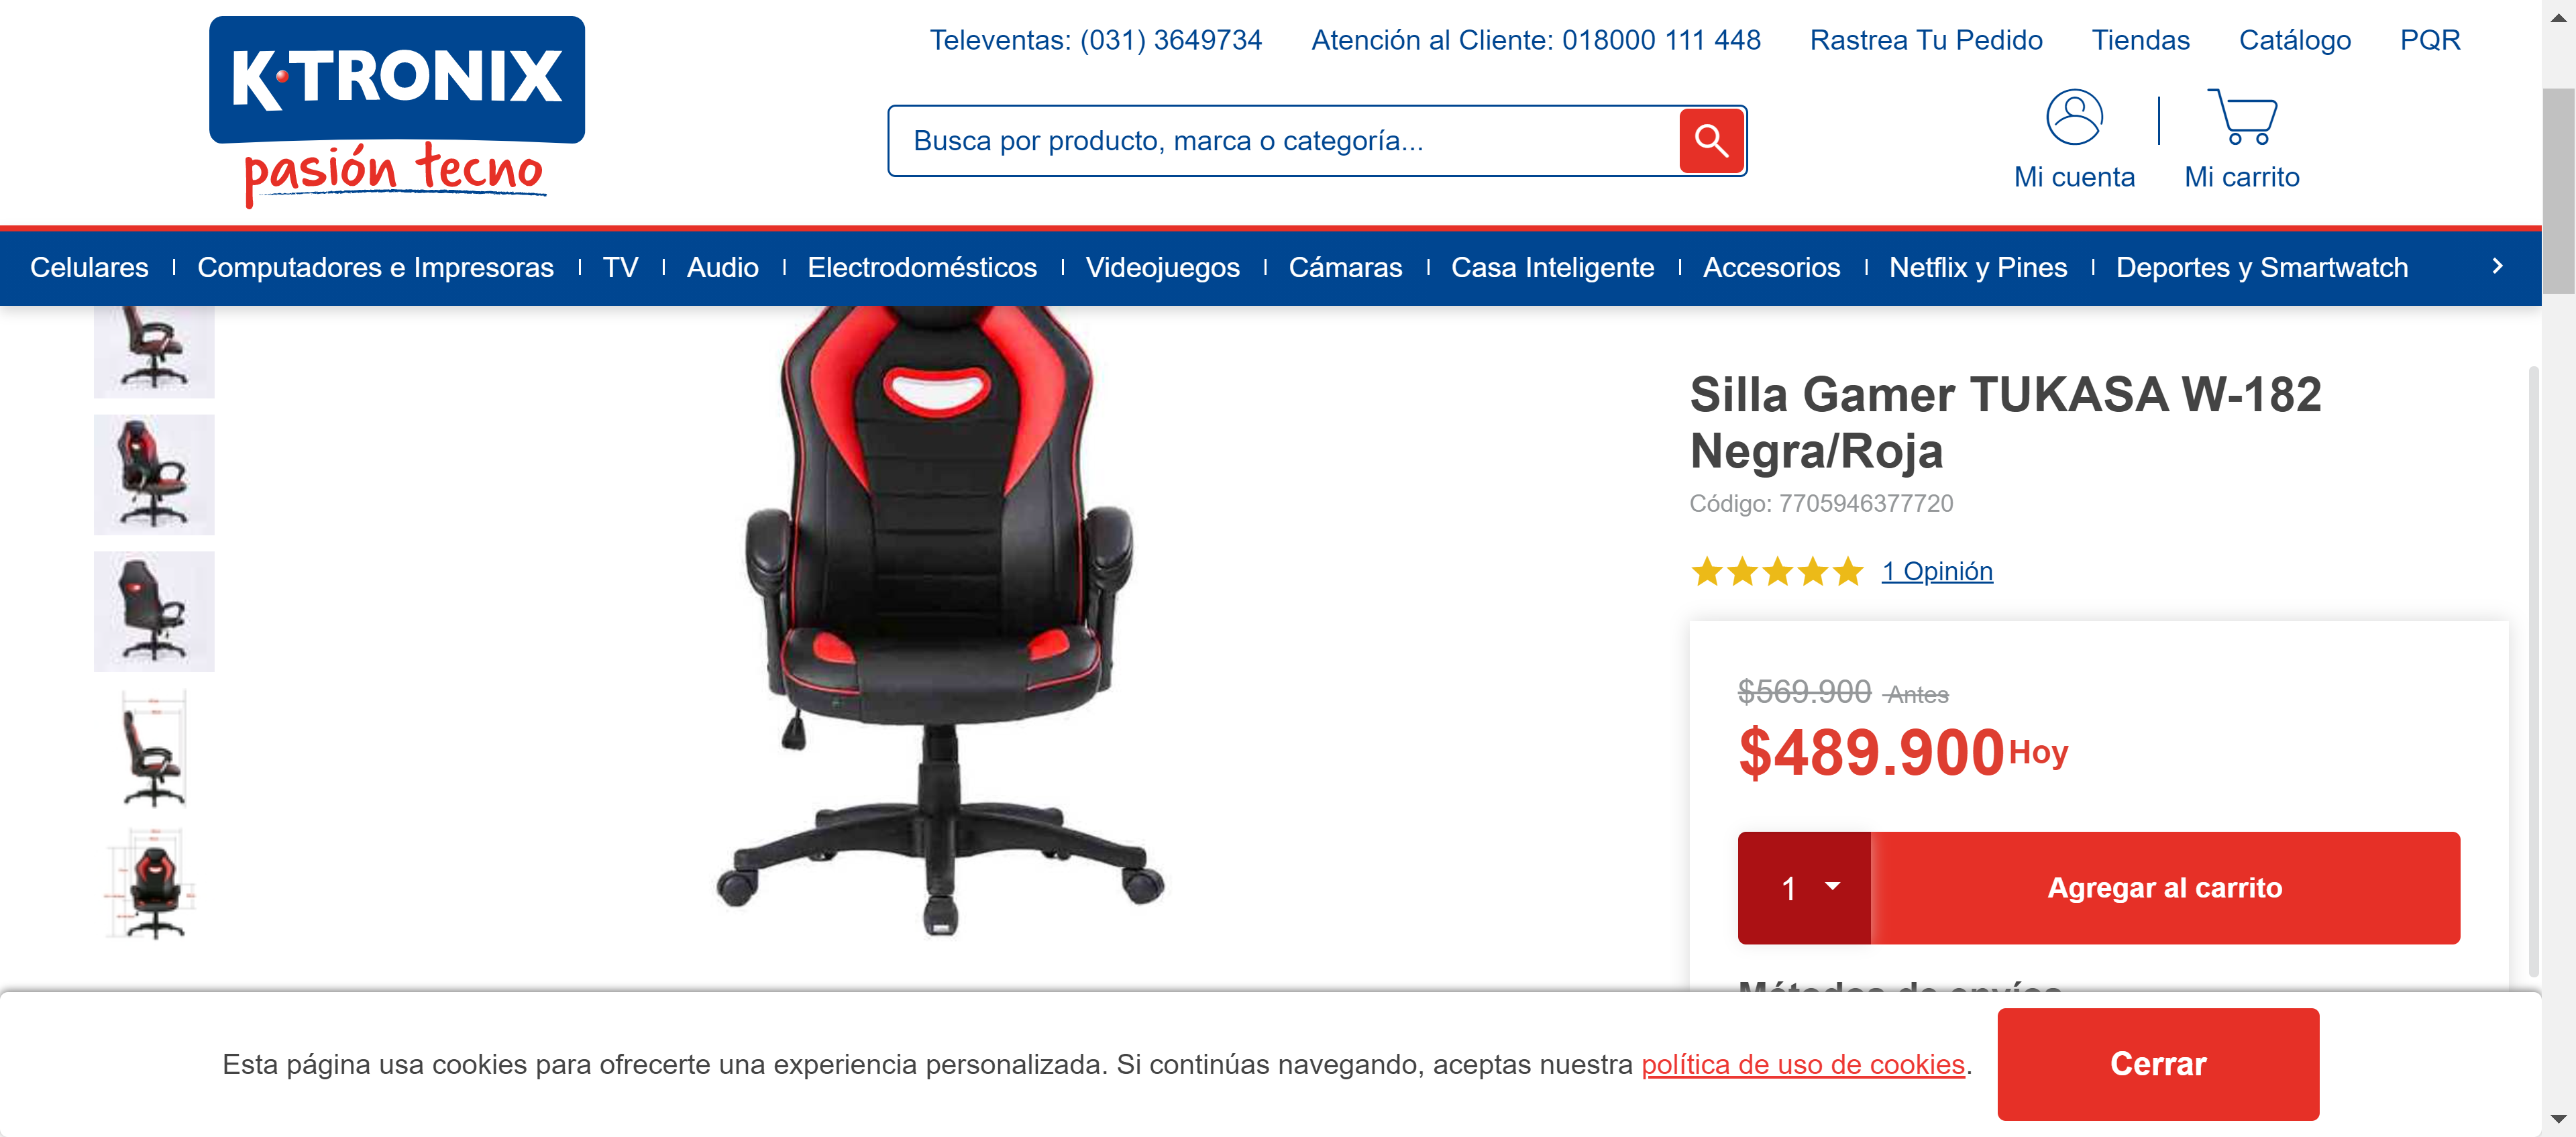 K·TRONIX
pasión tecno
Televentas: (031) 3649734 Atención al Cliente: 018000 111 448 Rastrea Tu Pedido Tiendas Catálogo PQR
Busca por producto, marca o categoría...
Mi cuenta Mi carrito
Celulares Computadores e Impresoras TV Audio Electrodomésticos Videojuegos Cámaras Casa Inteligente Accesorios Netflix y Pines Deportes y Smartwatch
Silla Gamer TUKASA W-182
Negra/Roja
Código: 7705946377720
1 Opinión
$569.900 Antes
$489.900 Hoy
1 Agregar al carrito
Métodos de envíos
Esta página usa cookies para ofrecerte una experiencia personalizada. Si continúas navegando, aceptas nuestra política de uso de cookies.
Cerrar